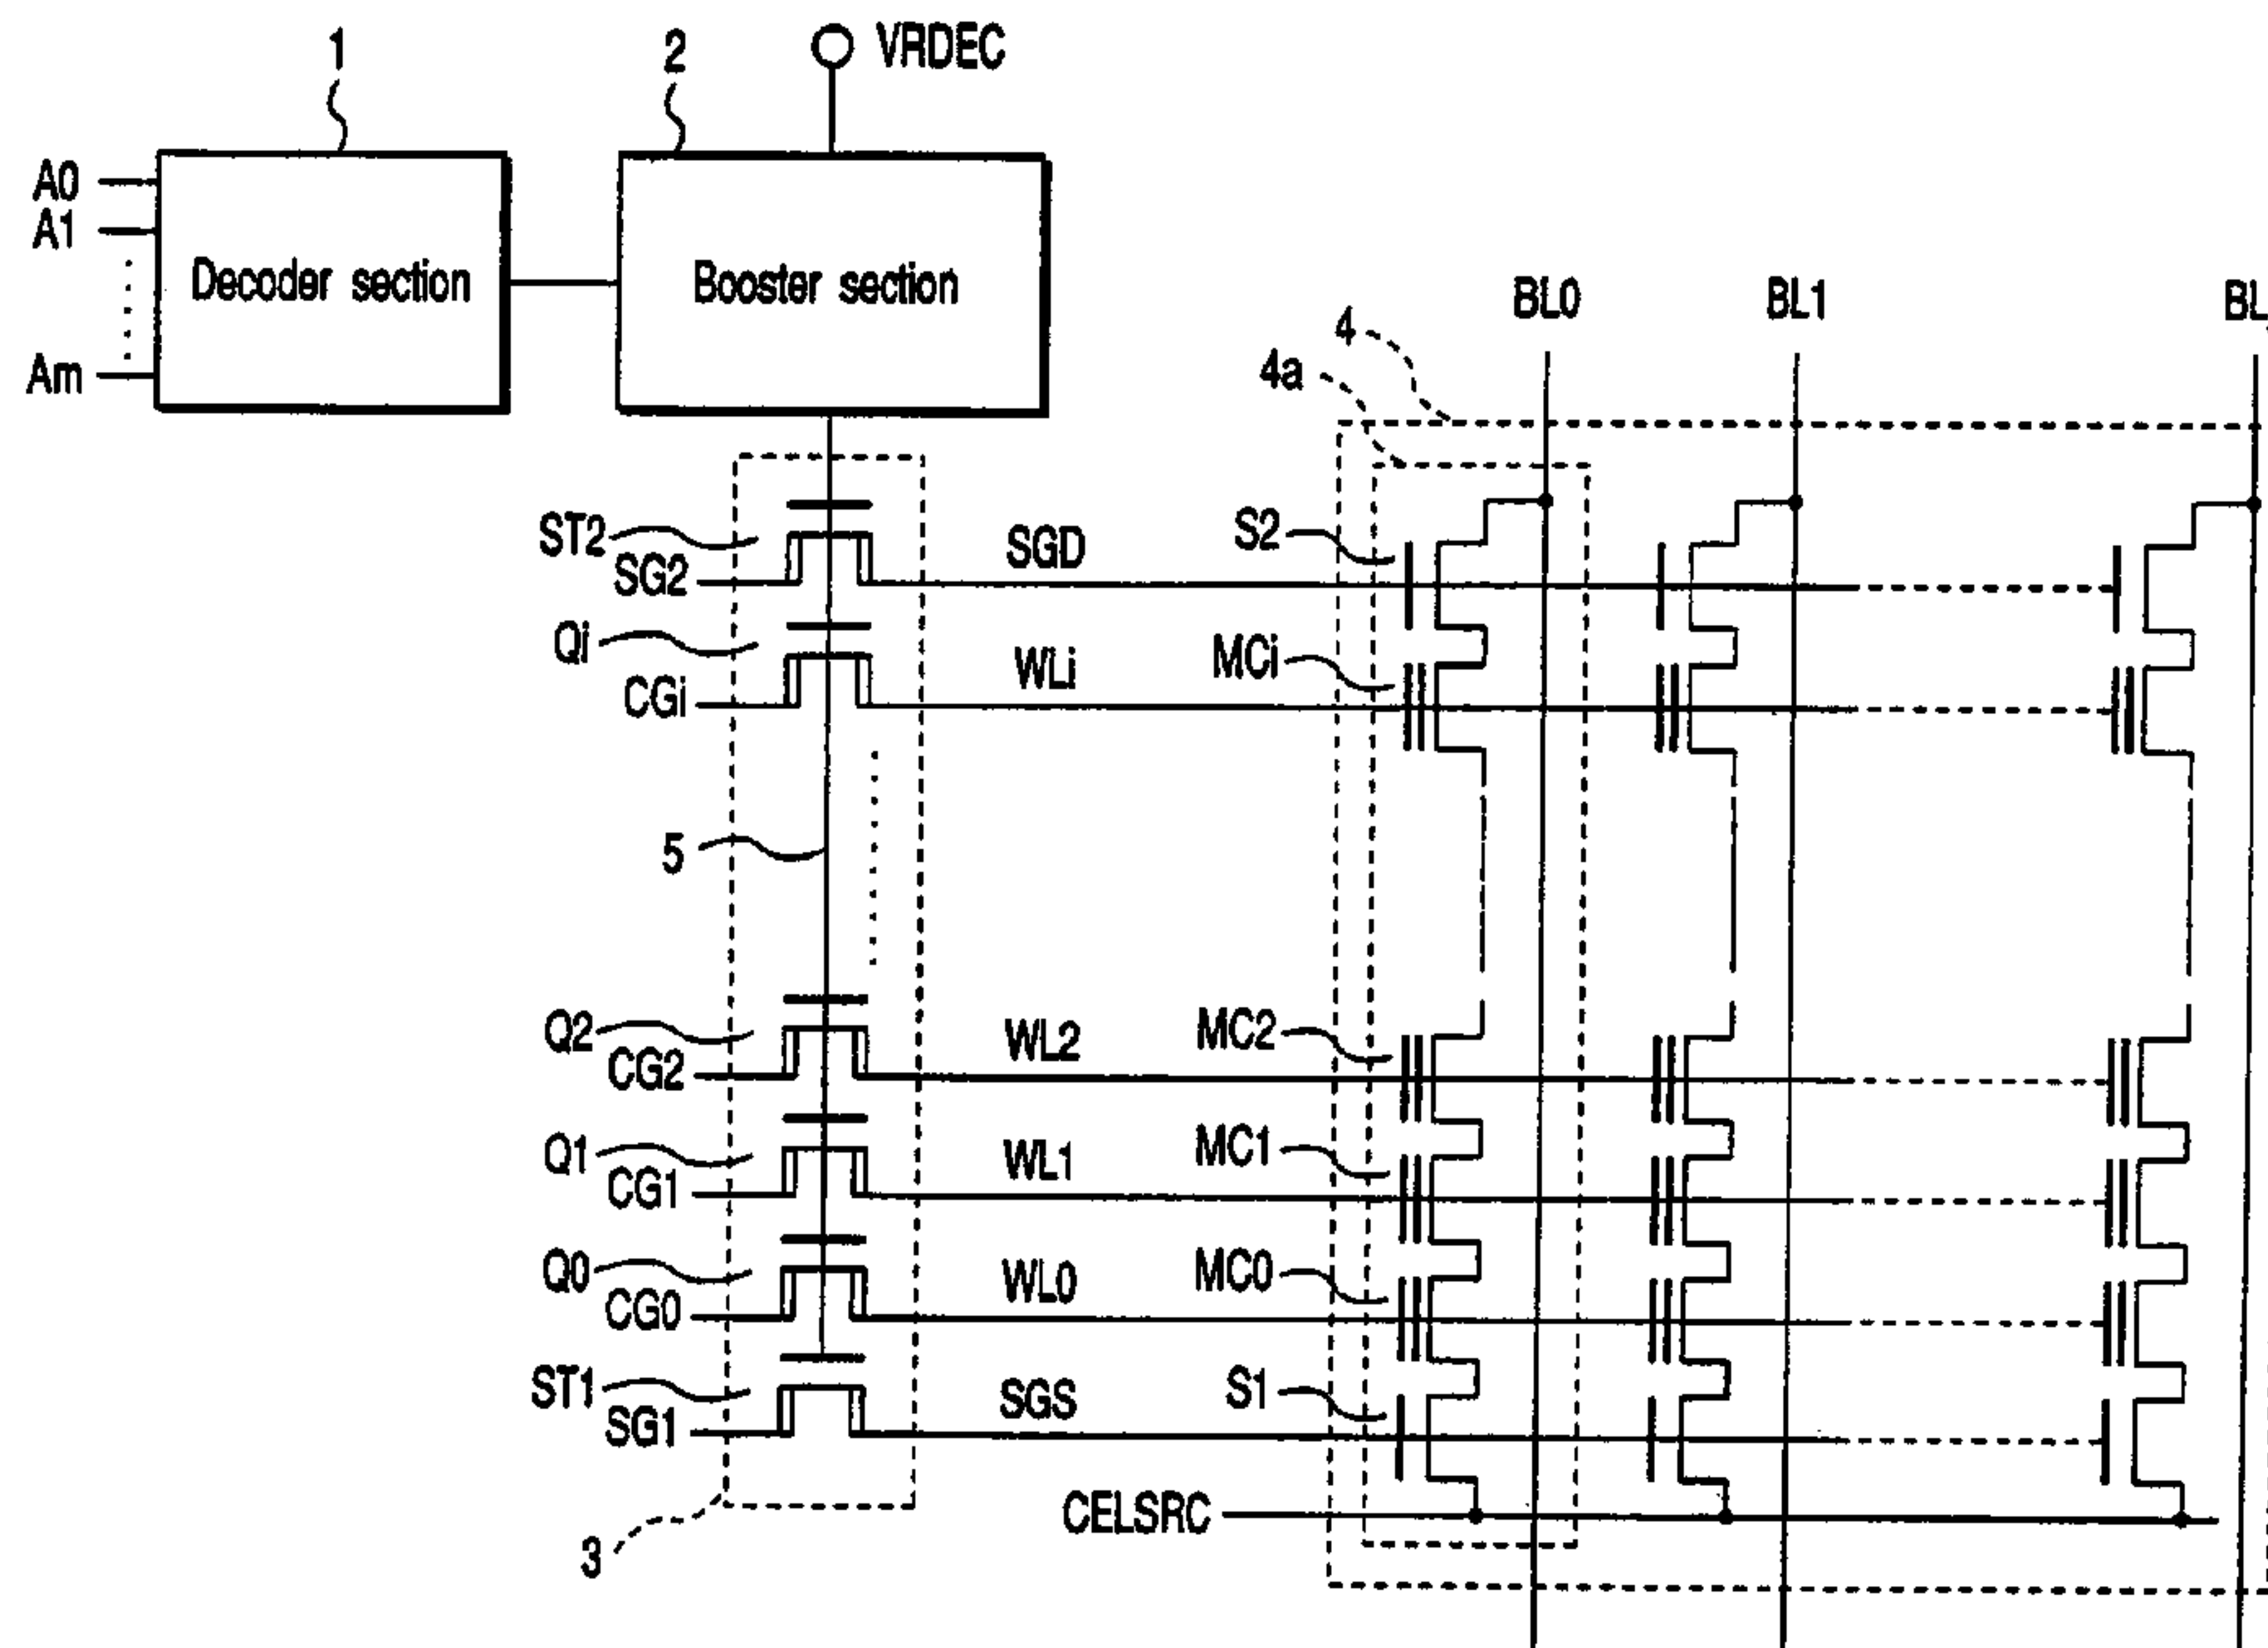 1
2
VRDEC
A0
A1
Am
Decoder section
Booster section
BL0
BL1
BL
4
4a
ST2
SG2
SGD
S2
Qi
CGi
WLi
MCi
5
Q2
CG2
WL2
MC2
Q1
CG1
WL1
MC1
Q0
CG0
WL0
MC0
ST1
SG1
SGS
S1
CELSRC
3